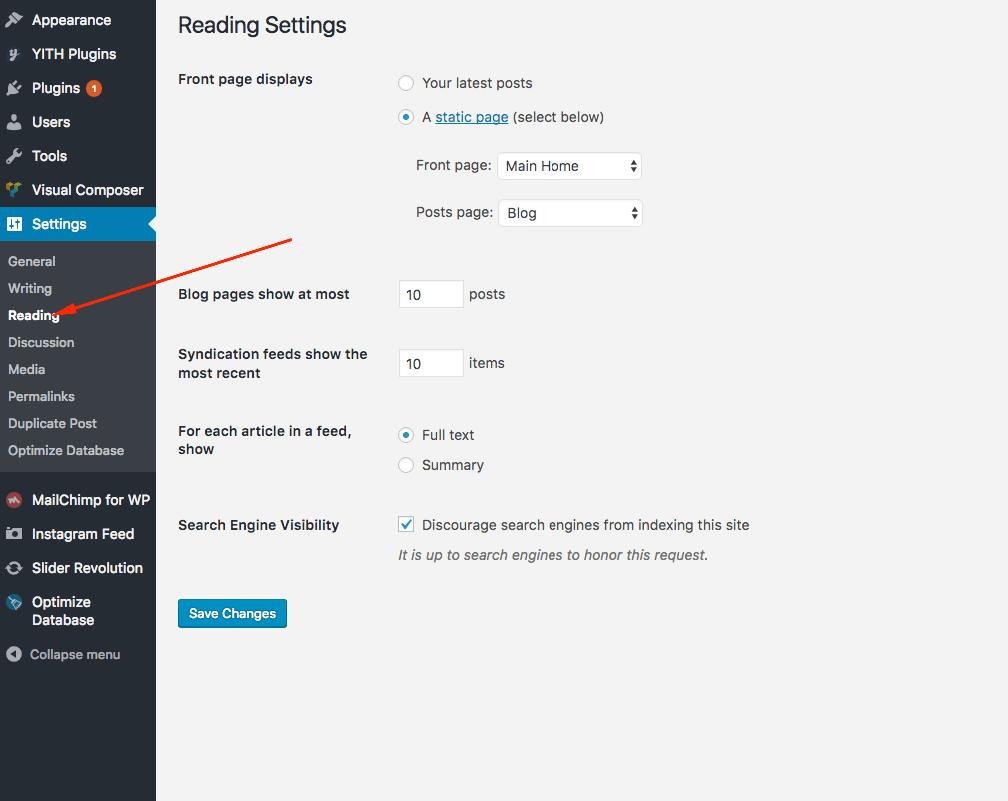 Appearance
YITH Plugins
Plugins 1
Users
Tools
Visual Composer
Settings
General
Writing
Reading
Discussion
Media
Permalinks
Duplicate Post
Optimize Database
MailChimp for WP
Instagram Feed
Slider Revolution
Optimize
Database
Collapse menu
Reading Settings
Front page displays
Your latest posts
A static page (select below)
Front page: Main Home
Posts page: Blog
Blog pages show at most 10 posts
Syndication feeds show the
most recent
10 items
For each article in a feed,
show
Full text
Summary
Search Engine Visibility
Discourage search engines from indexing this site
It is up to search engines to honor this request.
Save Changes